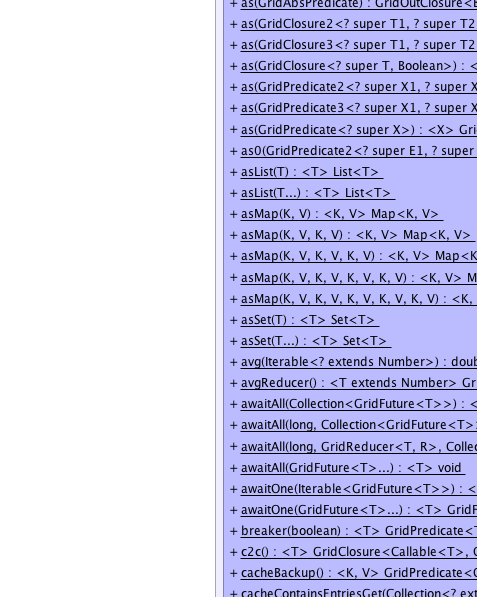 + as(GridAbsPredicate) : GridOutClosure<
+ as(GridClosure2<? super T1, ? super T2
+ as(GridClosure3<? super T1, ? super T2
+ as(GridClosure<? super T, Boolean>) : <
+ as(GridPredicate2<? super X1, ? super X
+ as(GridPredicate3<? super X1, ? super X
+ as(GridPredicate<? super X>) : <X> Gri
+ as0(GridPredicate2<? super E1, ? super
+ asList(T) : <T> List<T>
+ asList(T...) : <T> List<T>
+ asMap(K, V) : <K, V> Map<K, V>
+ asMap(K, V, K, V) : <K, V> Map<K, V>
+ asMap(K, V, K, V, K, V) : <K, V> Map<K
+ asMap(K, V, K, V, K, V, K, V) : <K, V> M
+ asMap(K, V, K, V, K, V, K, V, K, V) : <K,
+ asSet(T) : <T> Set<T>
+ asSet(T...) : <T> Set<T>
+ avg(Iterable<? extends Number>) : doub
+ avgReducer() : <T extends Number> Gr
+ awaitAll(Collection<GridFuture<T>>) : <
+ awaitAll(long, Collection<GridFuture<T>
+ awaitAll(long, GridReducer<T, R>, Collec
+ awaitAll(GridFuture<T>...) : <T> void
+ awaitOne(Iterable<GridFuture<T>>) : <
+ awaitOne(GridFuture<T>...) : <T> GridF
+ breaker(boolean) : <T> GridPredicate<T
+ c2c() : <T> GridClosure<Callable<T>,
+ cacheBackup() : <K, V> GridPredicate<
+ cacheContainsEntriesGet(Collection<? ext